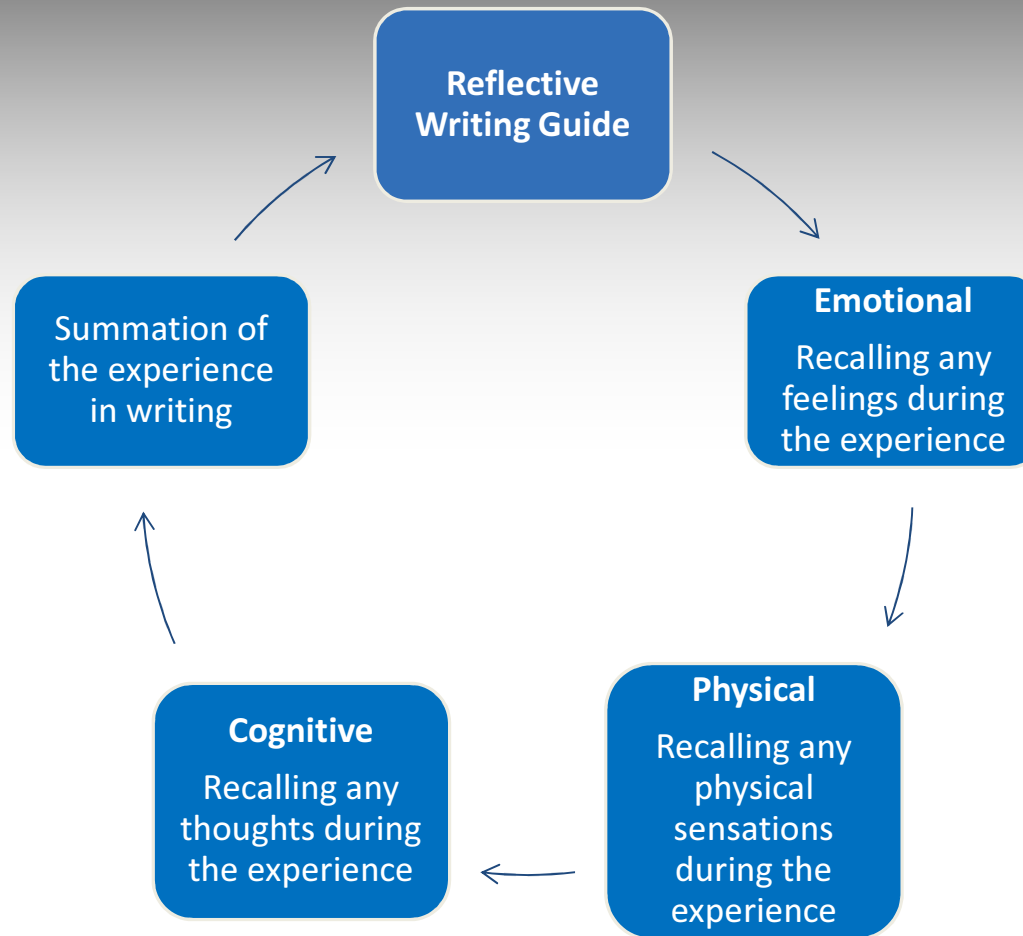 Reflective
Writing Guide
Emotional
Recalling any
feelings during
the experience
Physical
Recalling any
physical
sensations
during the
experience
Cognitive
Recalling any
thoughts during
the experience
Summation of
the experience
in writing